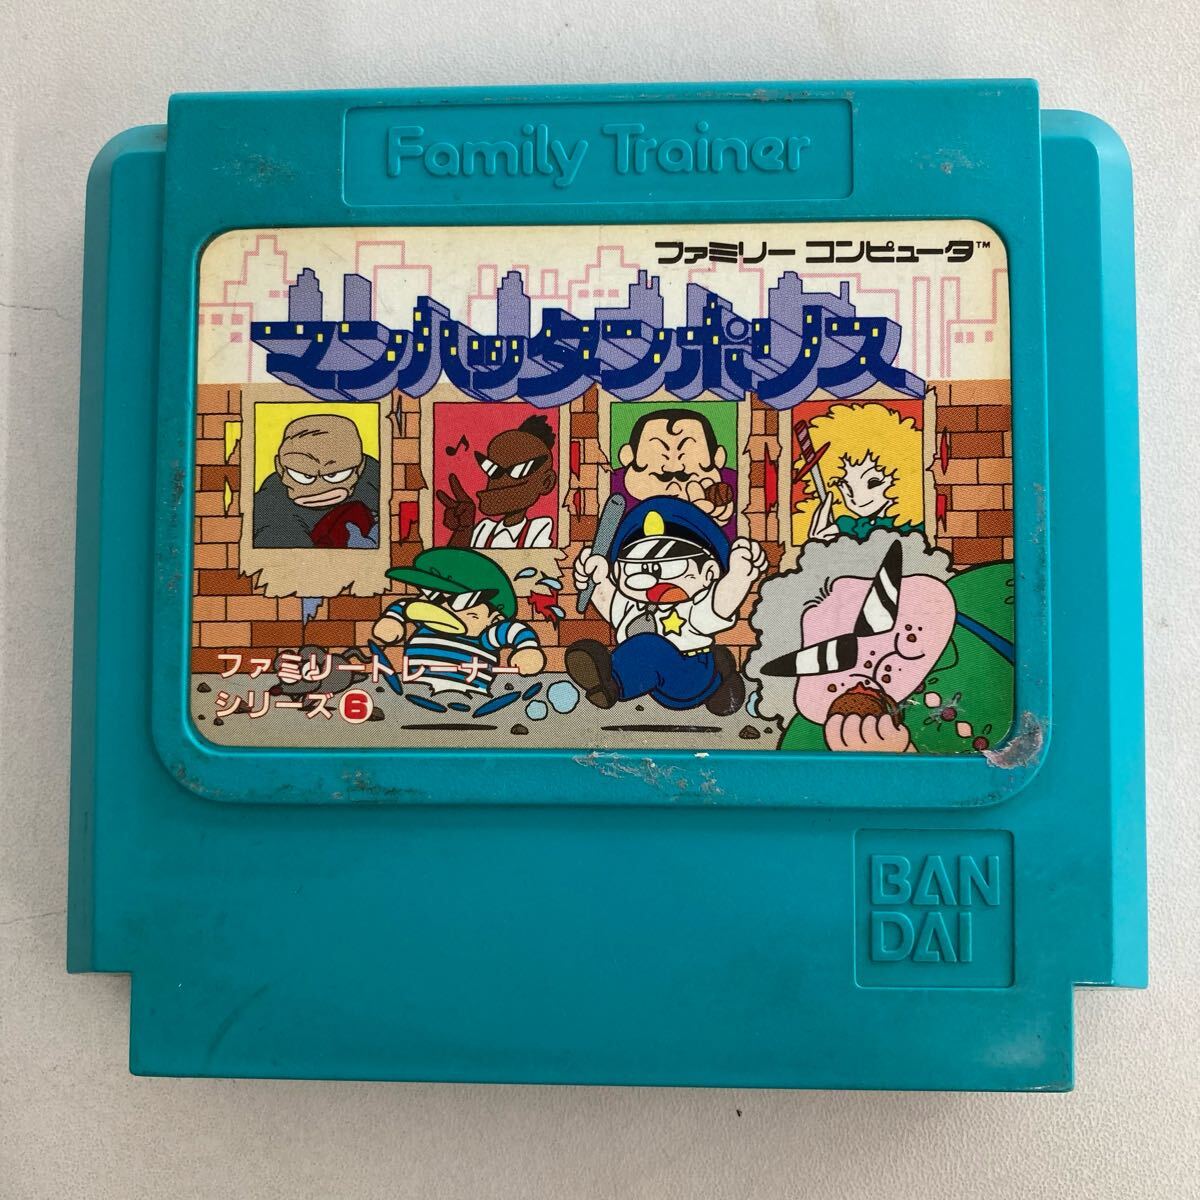 Family Trainer
ファミリー コンピュータ™
マンハッタンポリス
ファミリートレーナー
シリーズ6
BAN
DAI